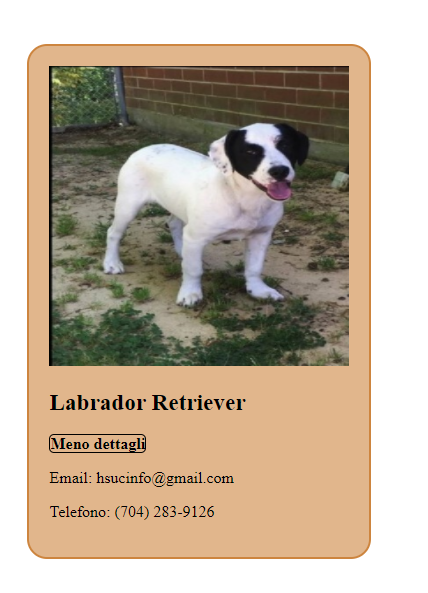 Labrador Retriever
Meno dettagli
Email: hsucinfo@gmail.com
Telefono: (704) 283-9126